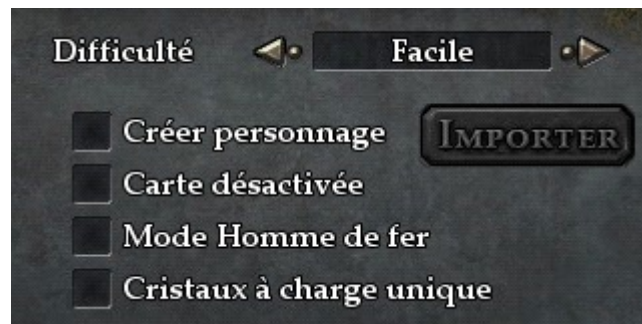 Difficulté Facile
Créer personnage IMPORTER
Carte désactivée
Mode Homme de fer
Cristaux à charge unique